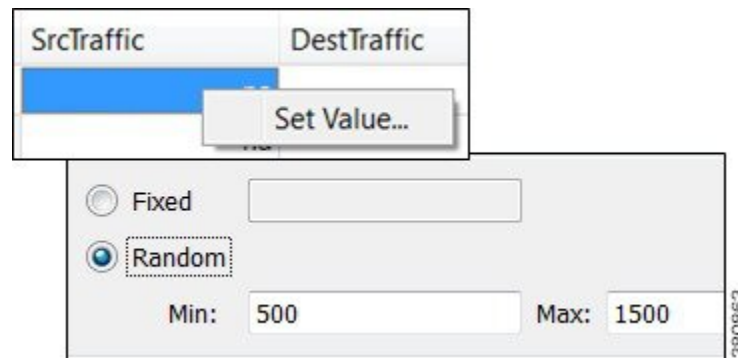 SrcTraffic DestTraffic
Set Value...
Fixed
Random
Min: 500 Max: 1500